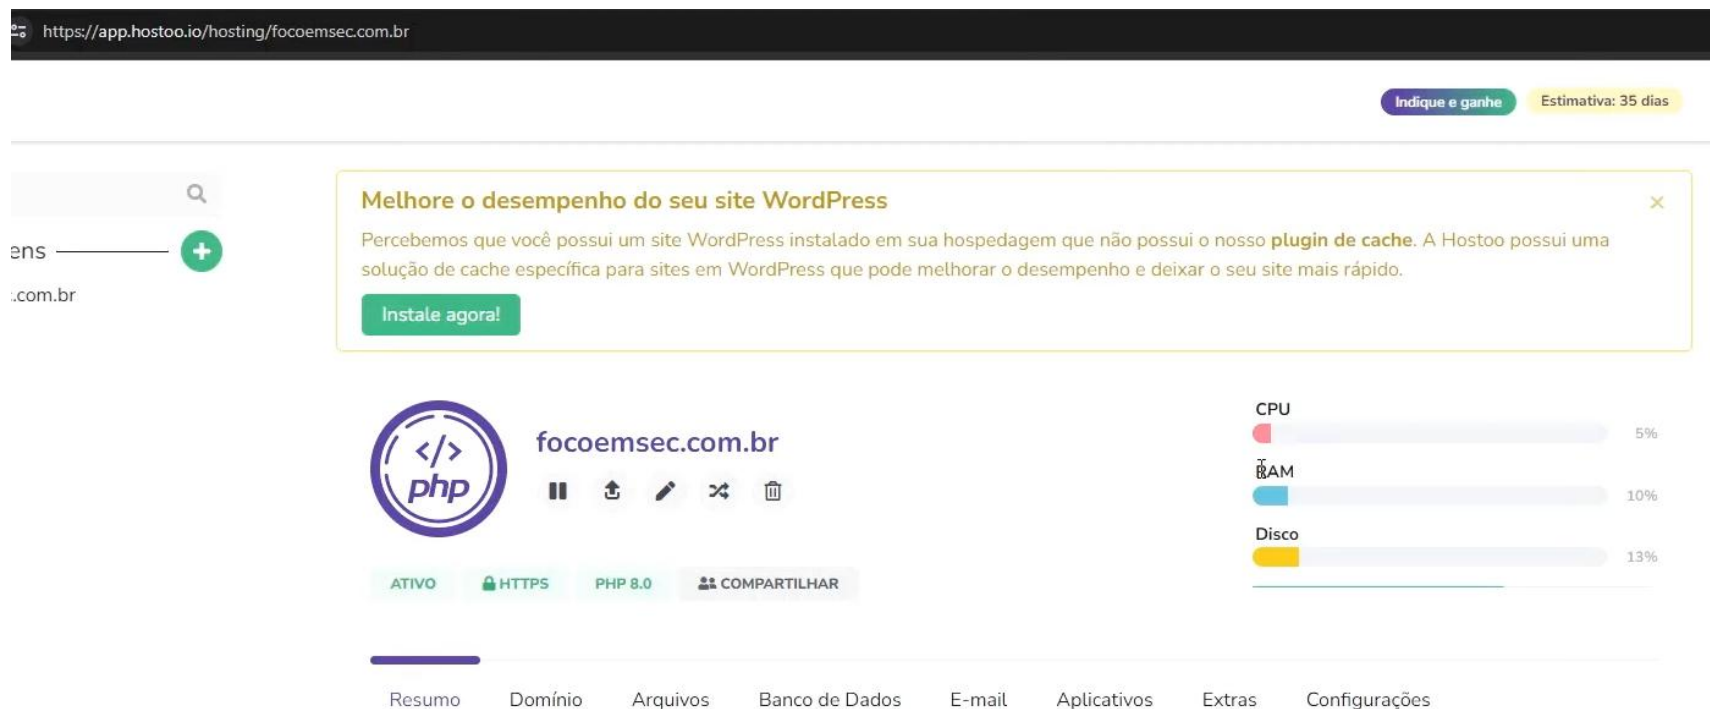 https://app.hostoo.io/hosting/focoemsec.com.br
Indique e ganhe
Estimativa: 35 dias
Melhore o desempenho do seu site WordPress
Percebemos que você possui um site WordPress instalado em sua hospedagem que não possui o nosso plugin de cache. A Hostoo possui uma
solução de cache específica para sites em WordPress que pode melhorar o desempenho e deixar o seu site mais rápido.
Instale agora!
ens
.com.br
</> php
focoemsec.com.br
CPU
5%
RAM
10%
Disco
13%
ATIVO
HTTPS
PHP 8.0
COMPARTILHAR
Resumo
Domínio
Arquivos
Banco de Dados
E-mail
Aplicativos
Extras
Configurações